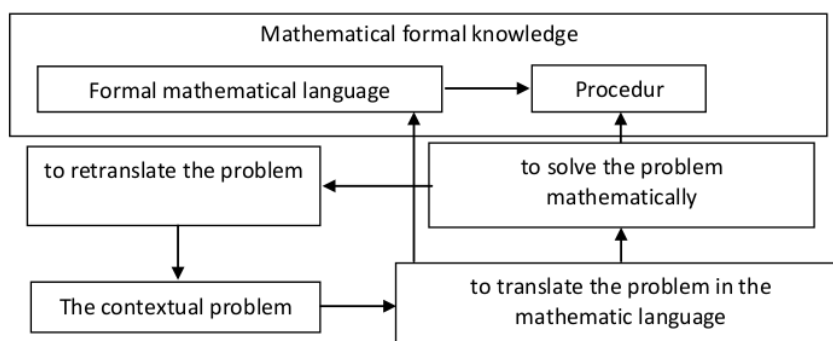 Mathematical formal knowledge
Formal mathematical language
Procedur
to retranslate the problem
to solve the problem
mathematically
The contextual problem
to translate the problem in the
mathematic language